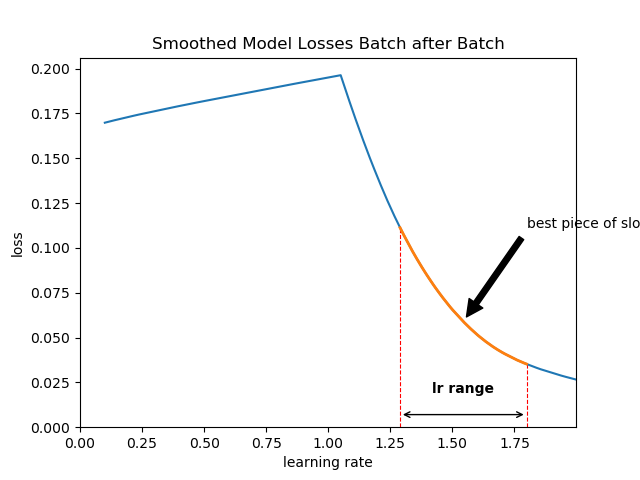 Smoothed Model Losses Batch after Batch
0.200
0.175
0.150
0.125
best piece of slo
0.100
0.075
0.050
0.025
0.000
loss
lr range
0.00 0.25 0.50 0.75 1.00 1.25 1.50 1.75
learning rate